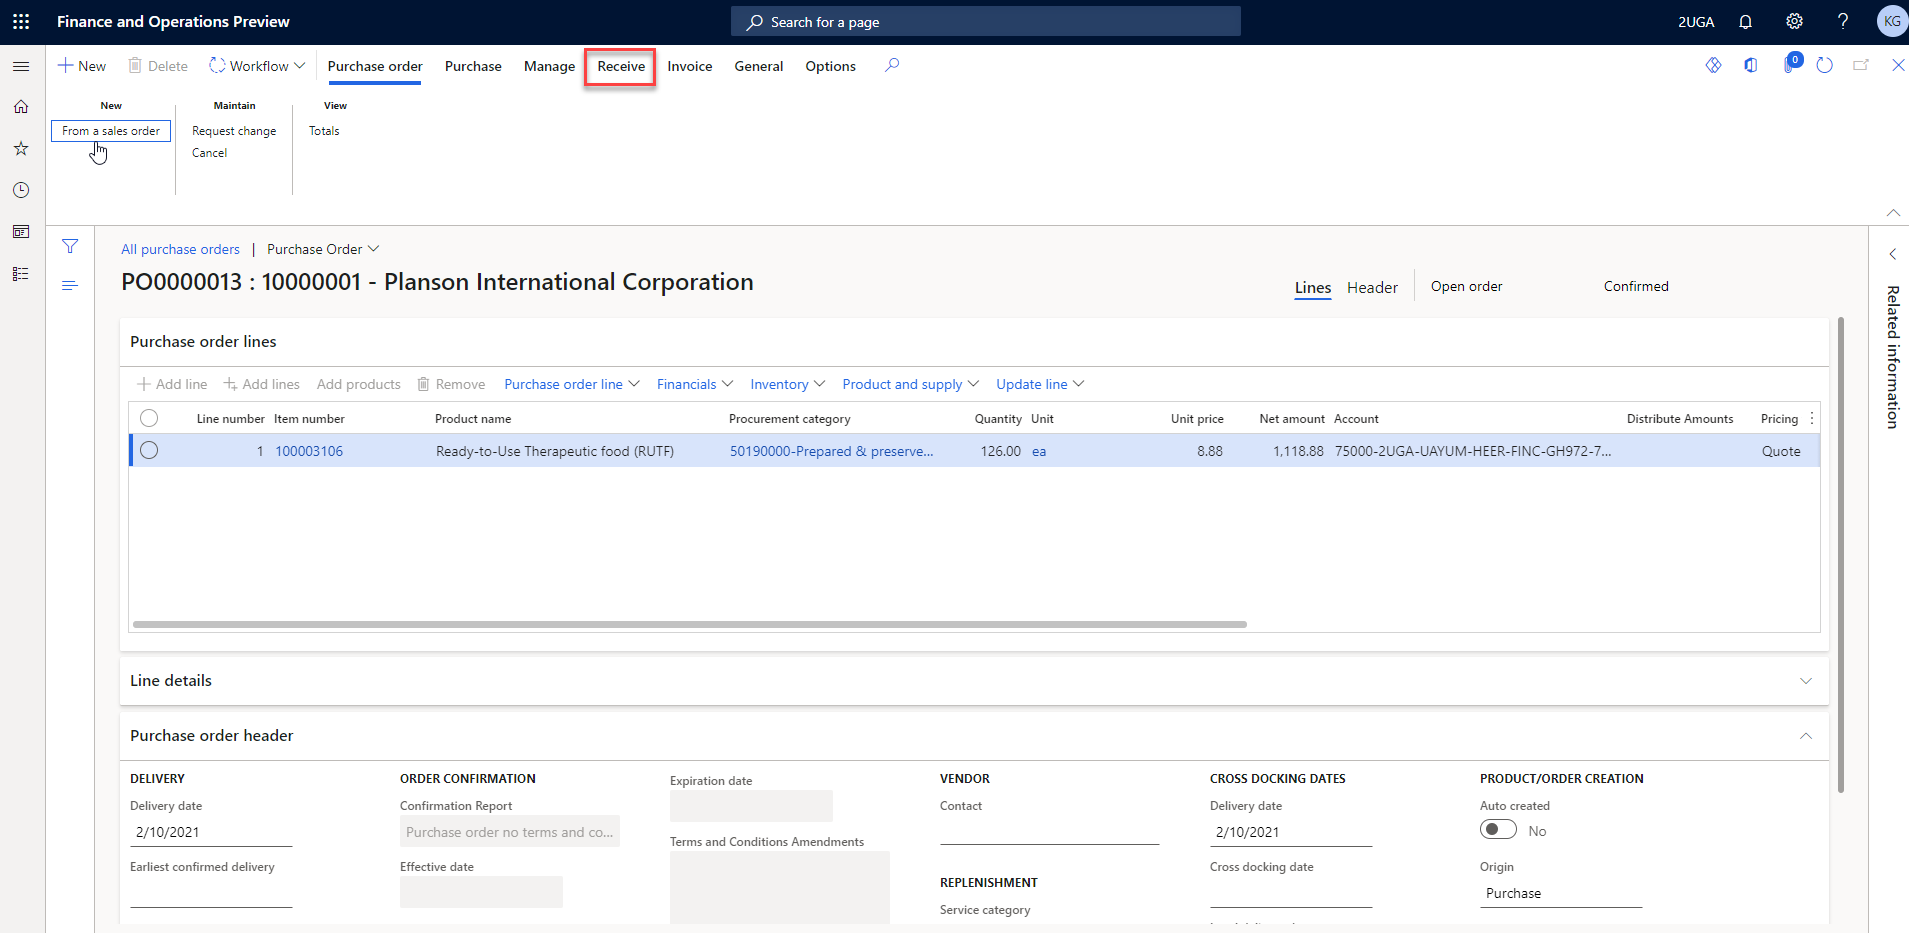 Finance and Operations Preview
Search for a page
2UGA
?
KG
New
Delete
Workflow
Purchase order
Purchase
Manage
Receive
Invoice
General
Options
0
New
From a sales order
Maintain
Request change
Cancel
View
Totals
All purchase orders | Purchase Order
PO0000013 : 10000001 - Planson International Corporation
Lines
Header
Open order
Confirmed
Related information
Purchase order lines
Add line
Add lines
Add products
Remove
Purchase order line
Financials
Inventory
Product and supply
Update line
Line number Item number Product name Procurement category Quantity Unit Unit price Net amount Account Distribute Amounts Pricing
1 100003106 Ready-to-Use Therapeutic food (RUTF) 50190000-Prepared & preserve... 126.00 ea 8.88 1,118.88 75000-2UGA-UAYUM-HEER-FINC-GH972-7... Quote
Line details
Purchase order header
DELIVERY
Delivery date
2/10/2021
Earliest confirmed delivery
ORDER CONFIRMATION
Confirmation Report
Purchase order no terms and co...
Effective date
Expiration date
Terms and Conditions Amendments
VENDOR
Contact
REPLENISHMENT
Service category
CROSS DOCKING DATES
Delivery date
2/10/2021
Cross docking date
PRODUCT/ORDER CREATION
Auto created
No
Origin
Purchase